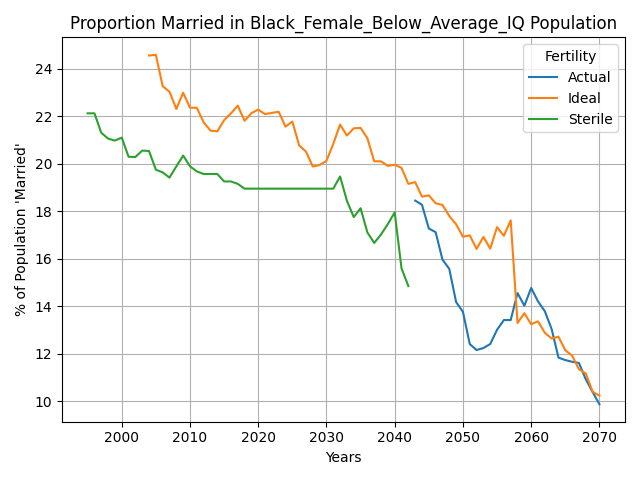 Proportion Married in Black_Female_Below_Average_IQ Population
% of Population 'Married'
24
22
20
18
16
14
12
10
Fertility
Actual
Ideal
Sterile
2000 2010 2020 2030 2040 2050 2060 2070
Years